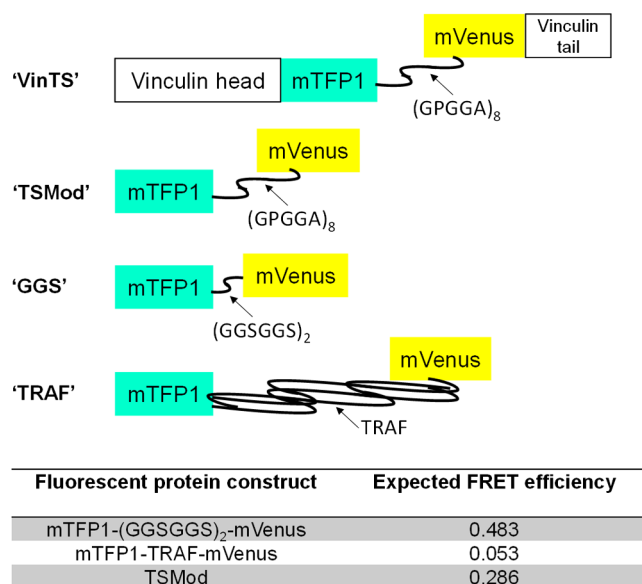 mVenus
Vinculin
tail
'VinTS'
Vinculin head
mTFP1
(GPGGA)8
mVenus
'TSMod'
mTFP1
(GPGGA)8
'GGS'
mTFP1
mVenus
(GGSGGS)2
mVenus
'TRAF'
mTFP1
TRAF
Fluorescent protein construct Expected FRET efficiency
mTFP1-(GGSGGS)2-mVenus 0.483
mTFP1-TRAF-mVenus 0.053
TSMod 0.286